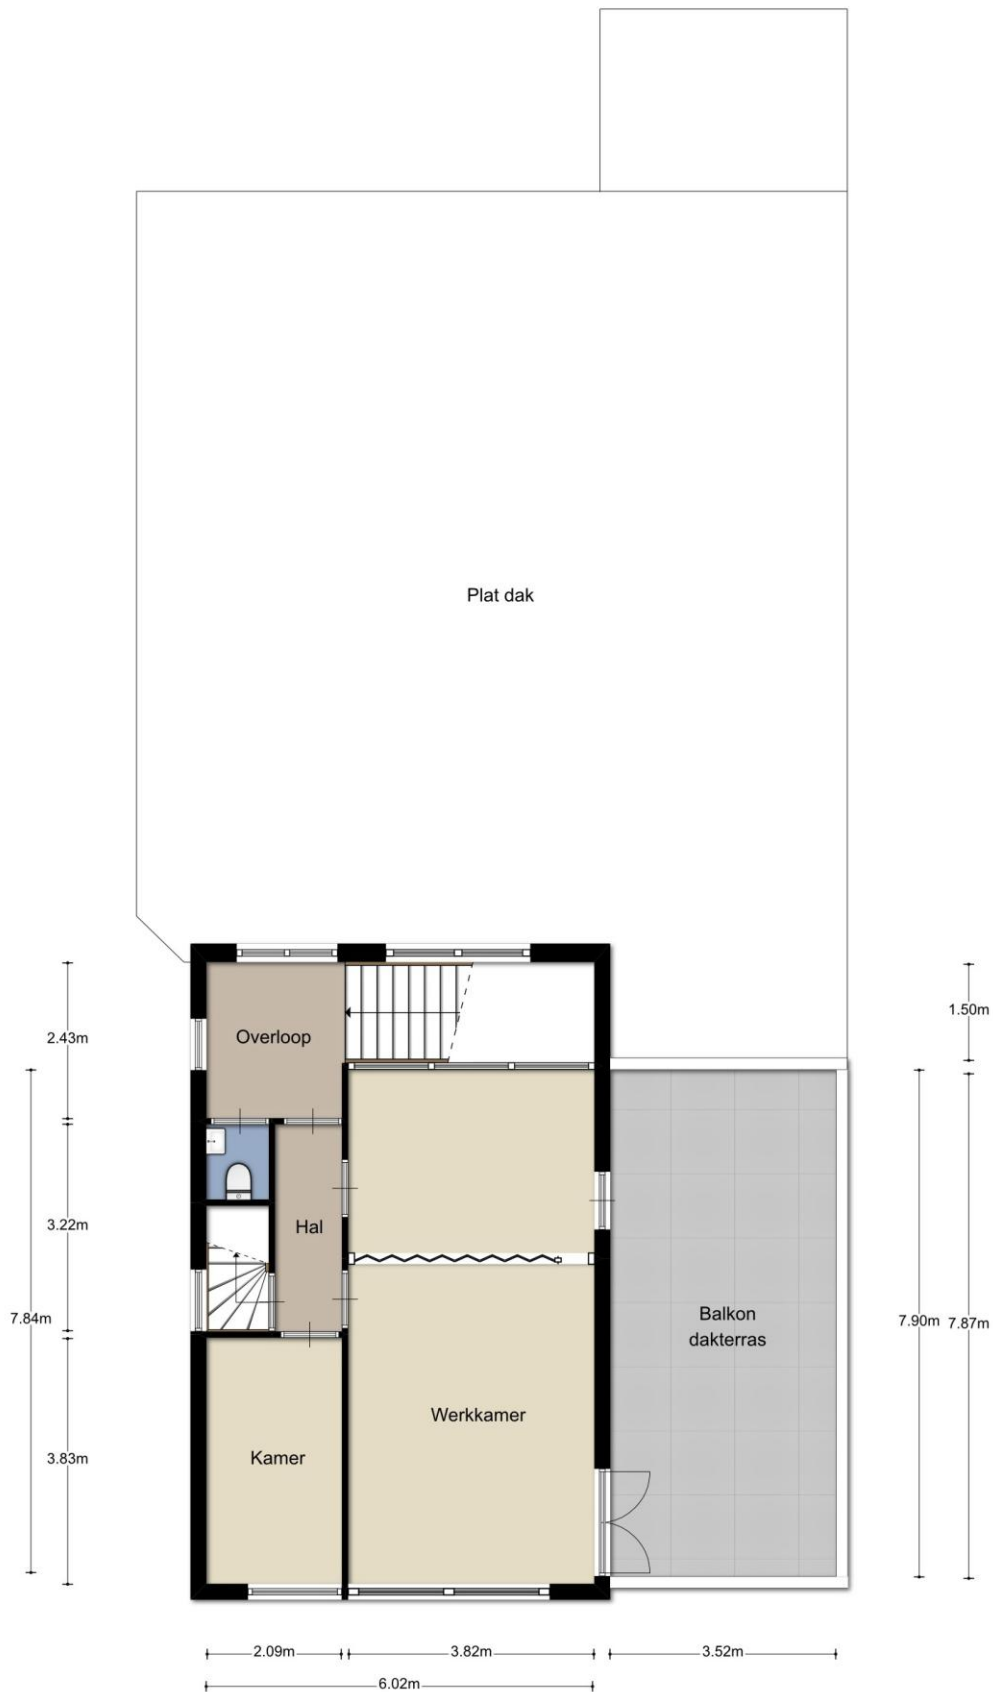 Plat dak
2.43m
1.50m
Overloop
3.22m
Hal
7.84m
Balkon
dakterras
7.90m
7.87m
Werkkamer
3.83m
Kamer
2.09m
3.82m
3.52m
6.02m